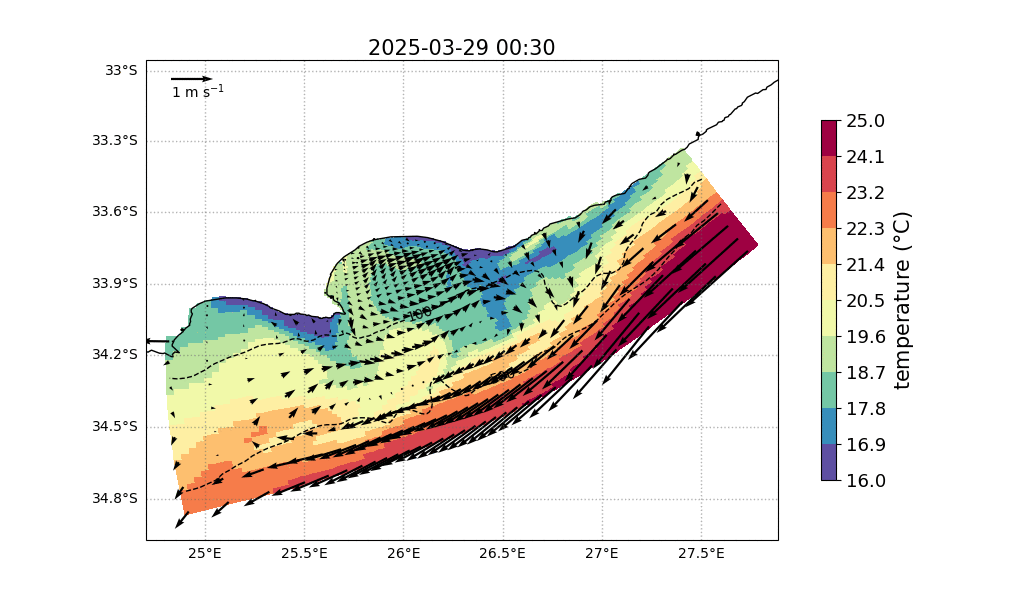 2025-03-29 00:30
1 m s⁻¹
33°S
33.3°S
33.6°S
33.9°S
34.2°S
34.5°S
34.8°S
25°E
25.5°E
26°E
26.5°E
27°E
27.5°E
100
500
25.0
24.1
23.2
22.3
21.4
20.5
19.6
18.7
17.8
16.9
16.0
temperature (°C)